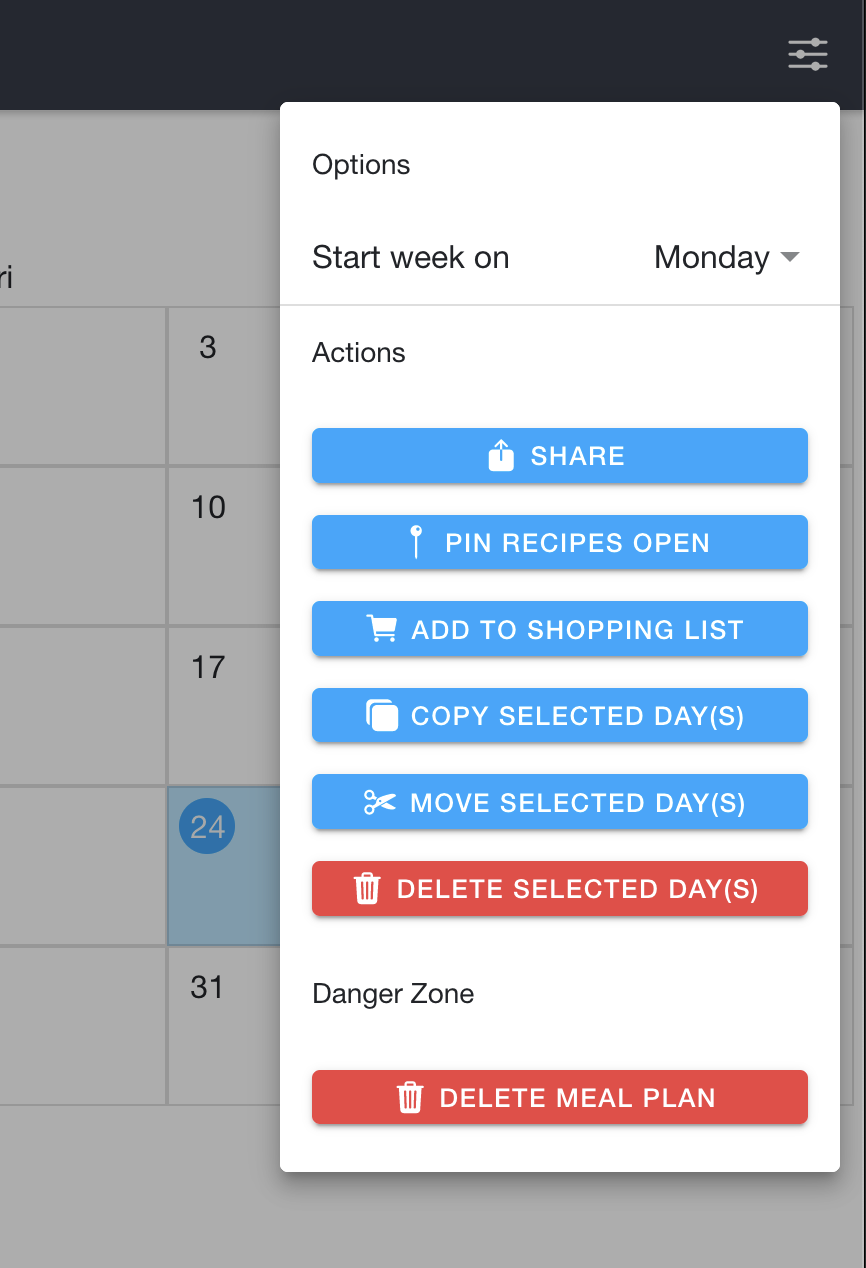 Options
Start week on Monday
ri
Actions
3
SHARE
10
PIN RECIPES OPEN
ADD TO SHOPPING LIST
17
COPY SELECTED DAY(S)
MOVE SELECTED DAY(S)
24
DELETE SELECTED DAY(S)
31
Danger Zone
DELETE MEAL PLAN